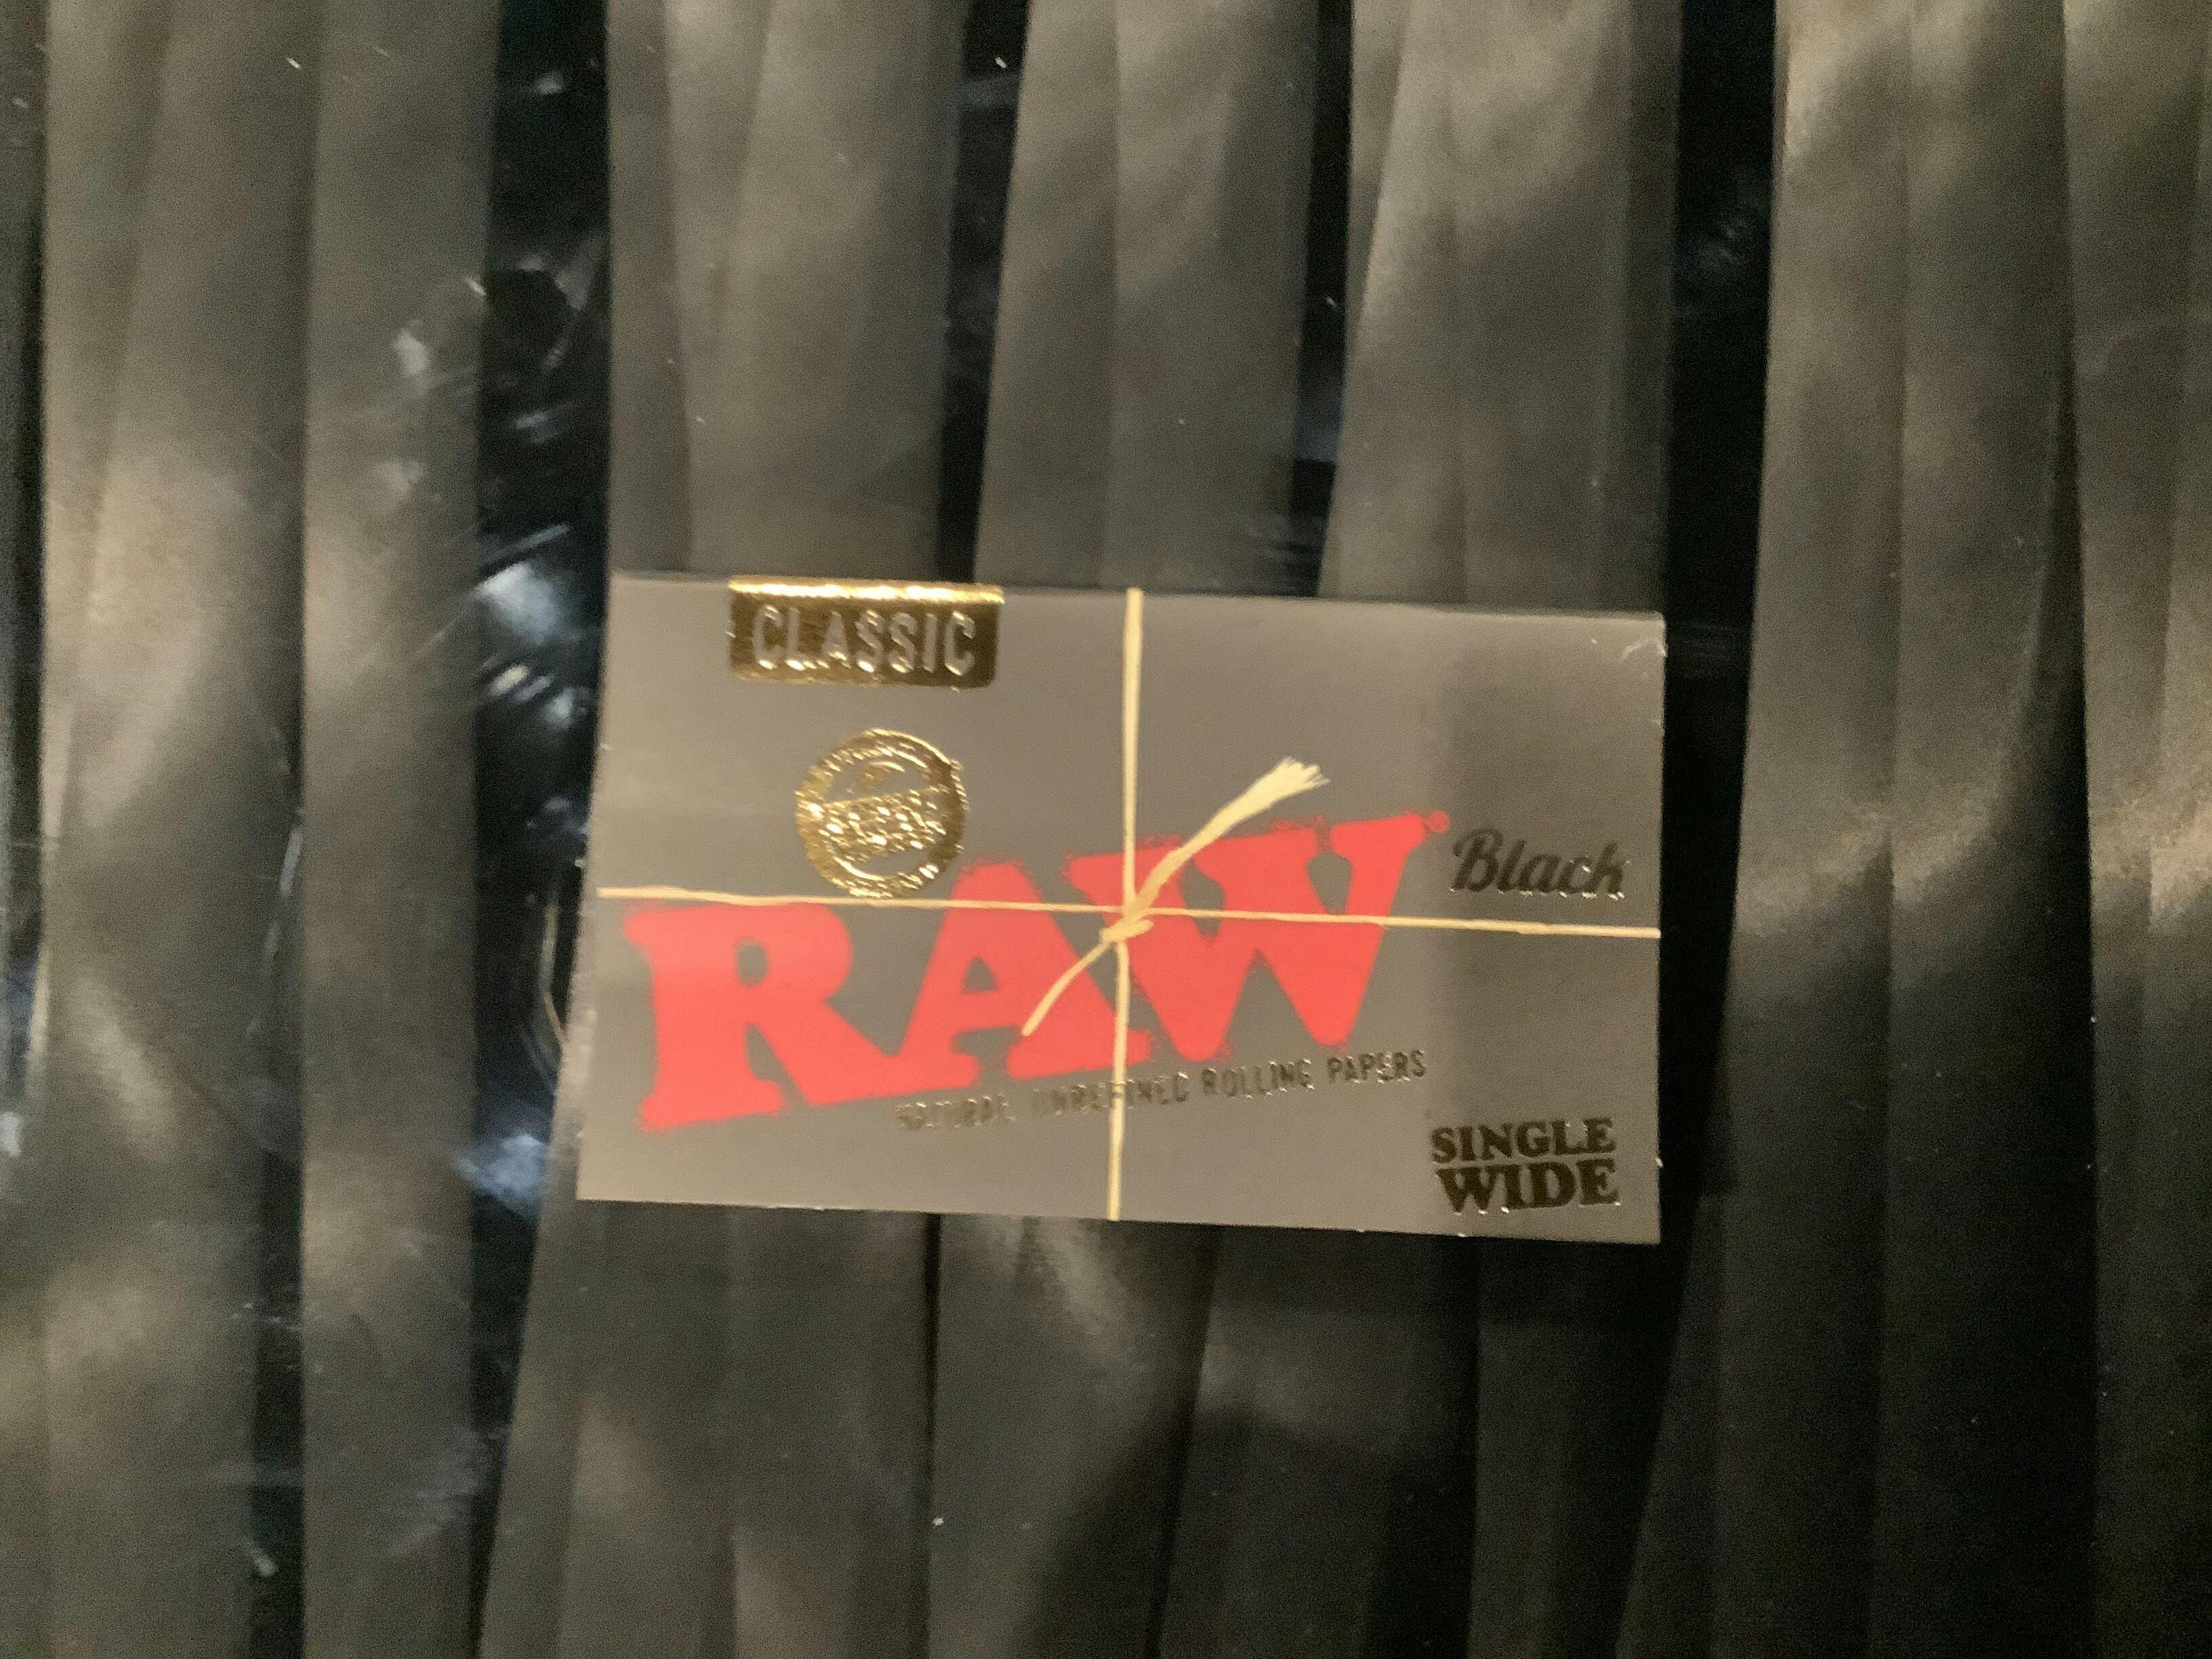 CLASSIC
RAW®
Black
NATURAL UNREFINED ROLLING PAPERS
SINGLE
WIDE